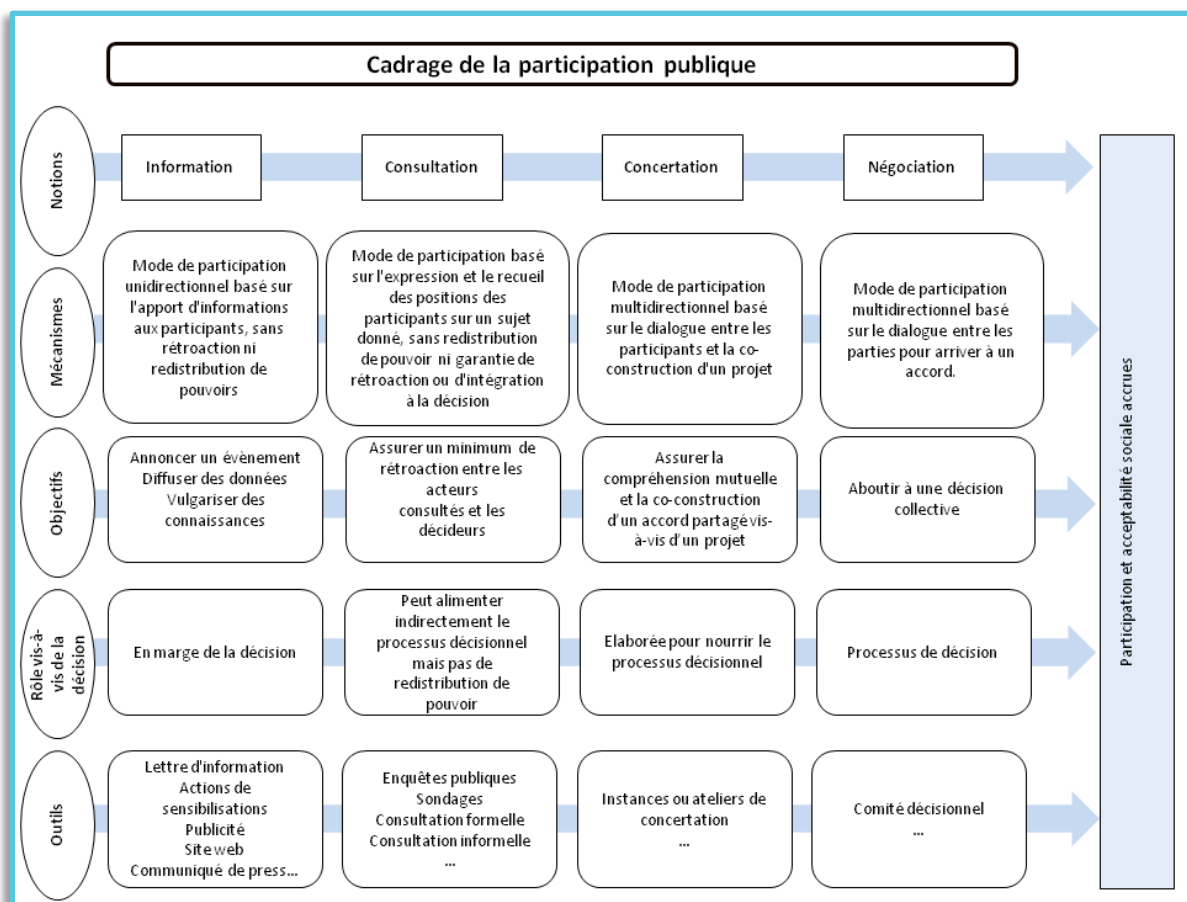 Cadrage de la participation publique
Notions
Information
Consultation
Concertation
Négociation
Mécanismes
Mode de participation
unidirectionnel basé sur
l'apport d'informations
aux participants, sans
rétroaction ni
redistribution de
pouvoirs
Mode de participation basé
sur l'expression et le recueil
des positions des
participants sur un sujet
donné, sans redistribution
de pouvoir ni garantie de
rétroaction ou d'intégration
à la décision
Mode de participation
multidirectionnel basé
sur le dialogue entre les
participants et la co-
construction d'un projet
Mode de participation
multidirectionnel basé
sur le dialogue entre les
parties pour arriver à un
accord.
Objectifs
Annoncer un évènement
Diffuser des données
Vulgariser des
connaissances
Assurer un minimum de
rétroaction entre les
acteurs
consultés et les
décideurs
Assurer la
compréhension mutuelle
et la co-construction
d'un accord partagé vis-
à-vis d'un projet
Aboutir à une décision
collective
Rôle vis-à-
vis de la
décision
En marge de la décision
Peut alimenter
indirectement le
processus décisionnel
mais pas de
redistribution de
pouvoir
Elaborée pour nourrir le
processus décisionnel
Processus de décision
Outils
Lettre d'information
Actions de
sensibilisations
Publicité
Site web
Communiqué de press...
Enquêtes publiques
Sondages
Consultation formelle
Consultation informelle
...
Instances ou ateliers de
concertation
...
Comité décisionnel
...
Participation et acceptabilité sociale accrues